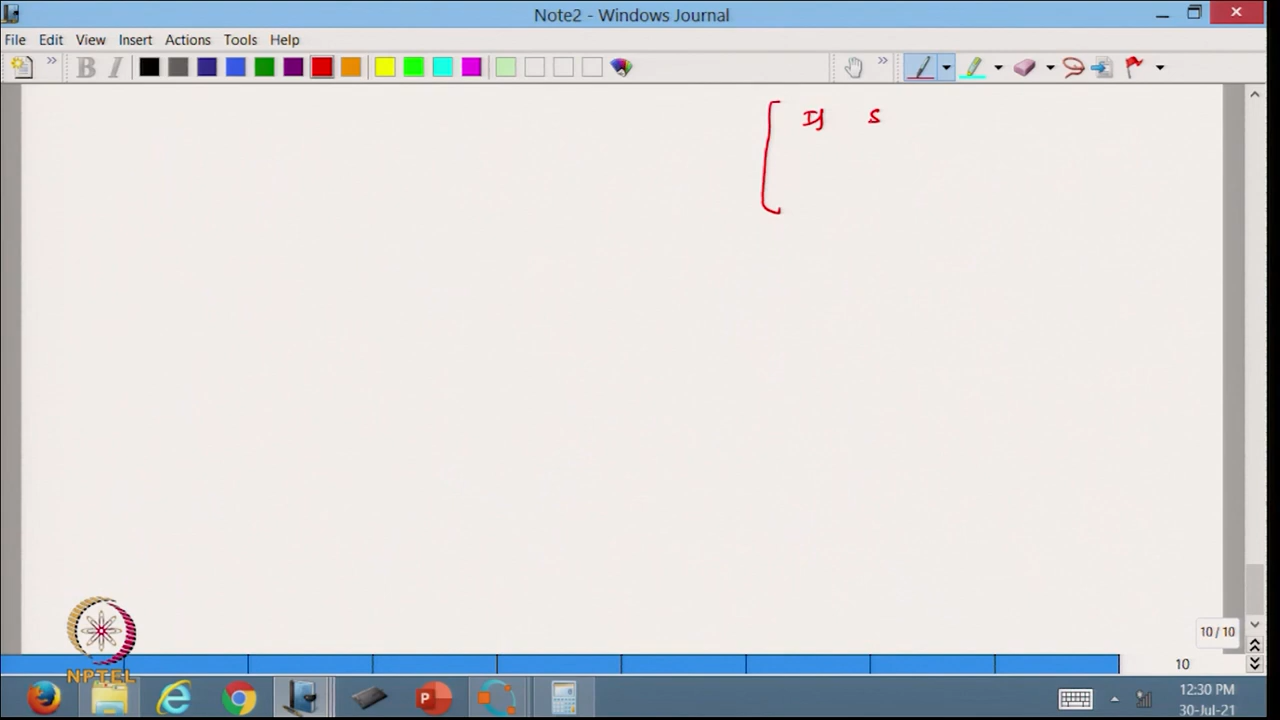 Note2 - Windows Journal
File Edit View Insert Actions Tools Help
B I
If S
10 / 10
10
NPTEL
12:30 PM
30-Jul-21